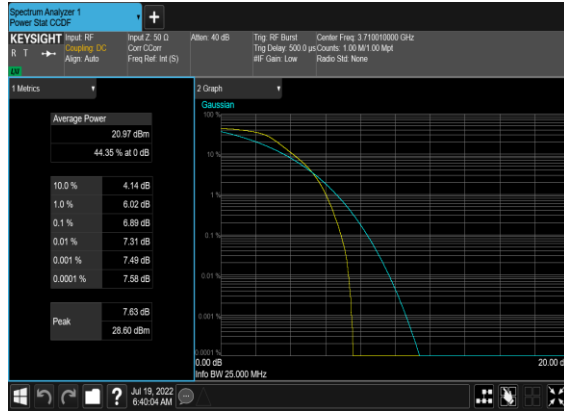 Spectrum Analyzer 1
Power Stat CCDF
+
KEYSIGHT Input: RF Input Z: 50 Ω Atten: 40 dB Trig: RF Burst Center Freq: 3.710010000 GHz
R T Coupling: DC Corr CCorr Trig Delay: 500.0 µs Counts: 1.00 M/1.00 Mpt
Align: Auto Freq Ref: Int (S) #IF Gain: Low Radio Std: None
LXI
1 Metrics
2 Graph
Average Power
20.97 dBm
44.35 % at 0 dB
10.0 % 4.14 dB
1.0 % 6.02 dB
0.1 % 6.89 dB
0.01 % 7.31 dB
0.001 % 7.49 dB
0.0001 % 7.58 dB
Peak
7.63 dB
28.60 dBm
Gaussian
100 %
10 %
1 %
0.1 %
0.01 %
0.001 %
0.0001 %
0.00 dB 20.00 d
Info BW 25.000 MHz
? Jul 19, 2022
6:40:04 AM